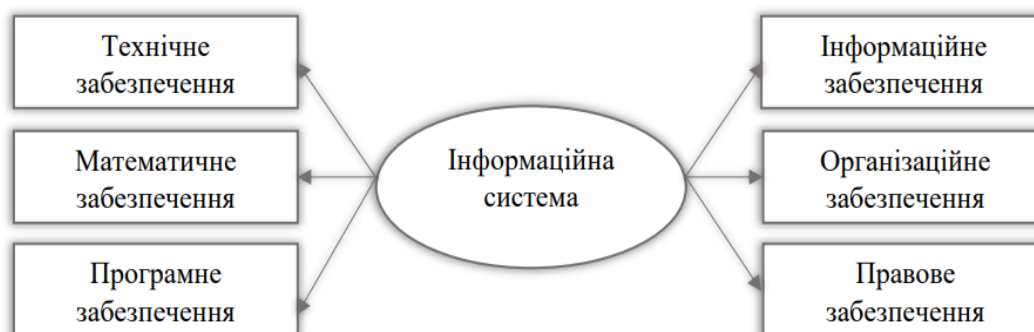 Технічне
забезпечення
Математичне
забезпечення
Програмне
забезпечення
Інформаційна
система
Інформаційне
забезпечення
Організаційне
забезпечення
Правове
забезпечення